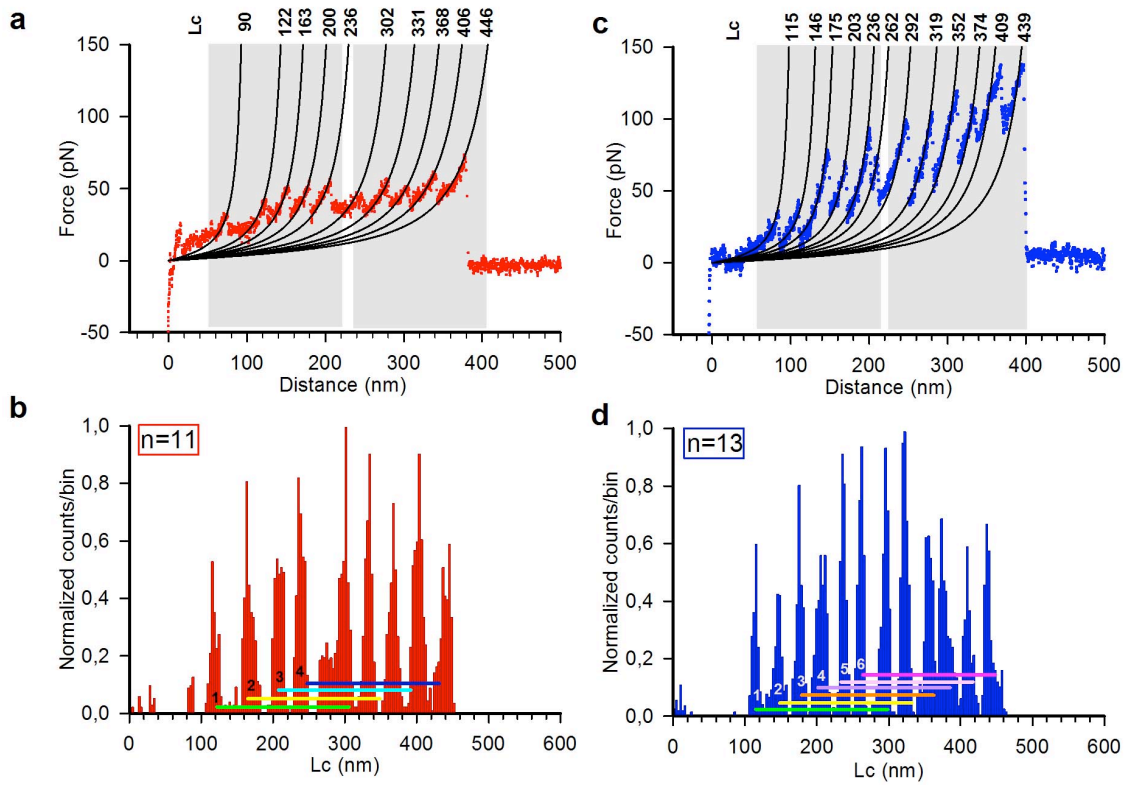 a
Lc 90 122 163 200 236 302 331 368 406 446
150
100
50
0
-50
Force (pN)
0 100 200 300 400 500
Distance (nm)
c
Lc 115 146 175 203 236 262 292 319 352 374 409 439
150
100
50
0
-50
Force (pN)
0 100 200 300 400 500
Distance (nm)
b
n=11
1,0
0,8
0,6
0,4
0,2
0,0
Normalized counts/bin
1 2 3 4
0 100 200 300 400 500 600
Lc (nm)
d
n=13
1,0
0,8
0,6
0,4
0,2
0,0
Normalized counts/bin
1 2 3 4 5 6
0 100 200 300 400 500 600
Lc (nm)